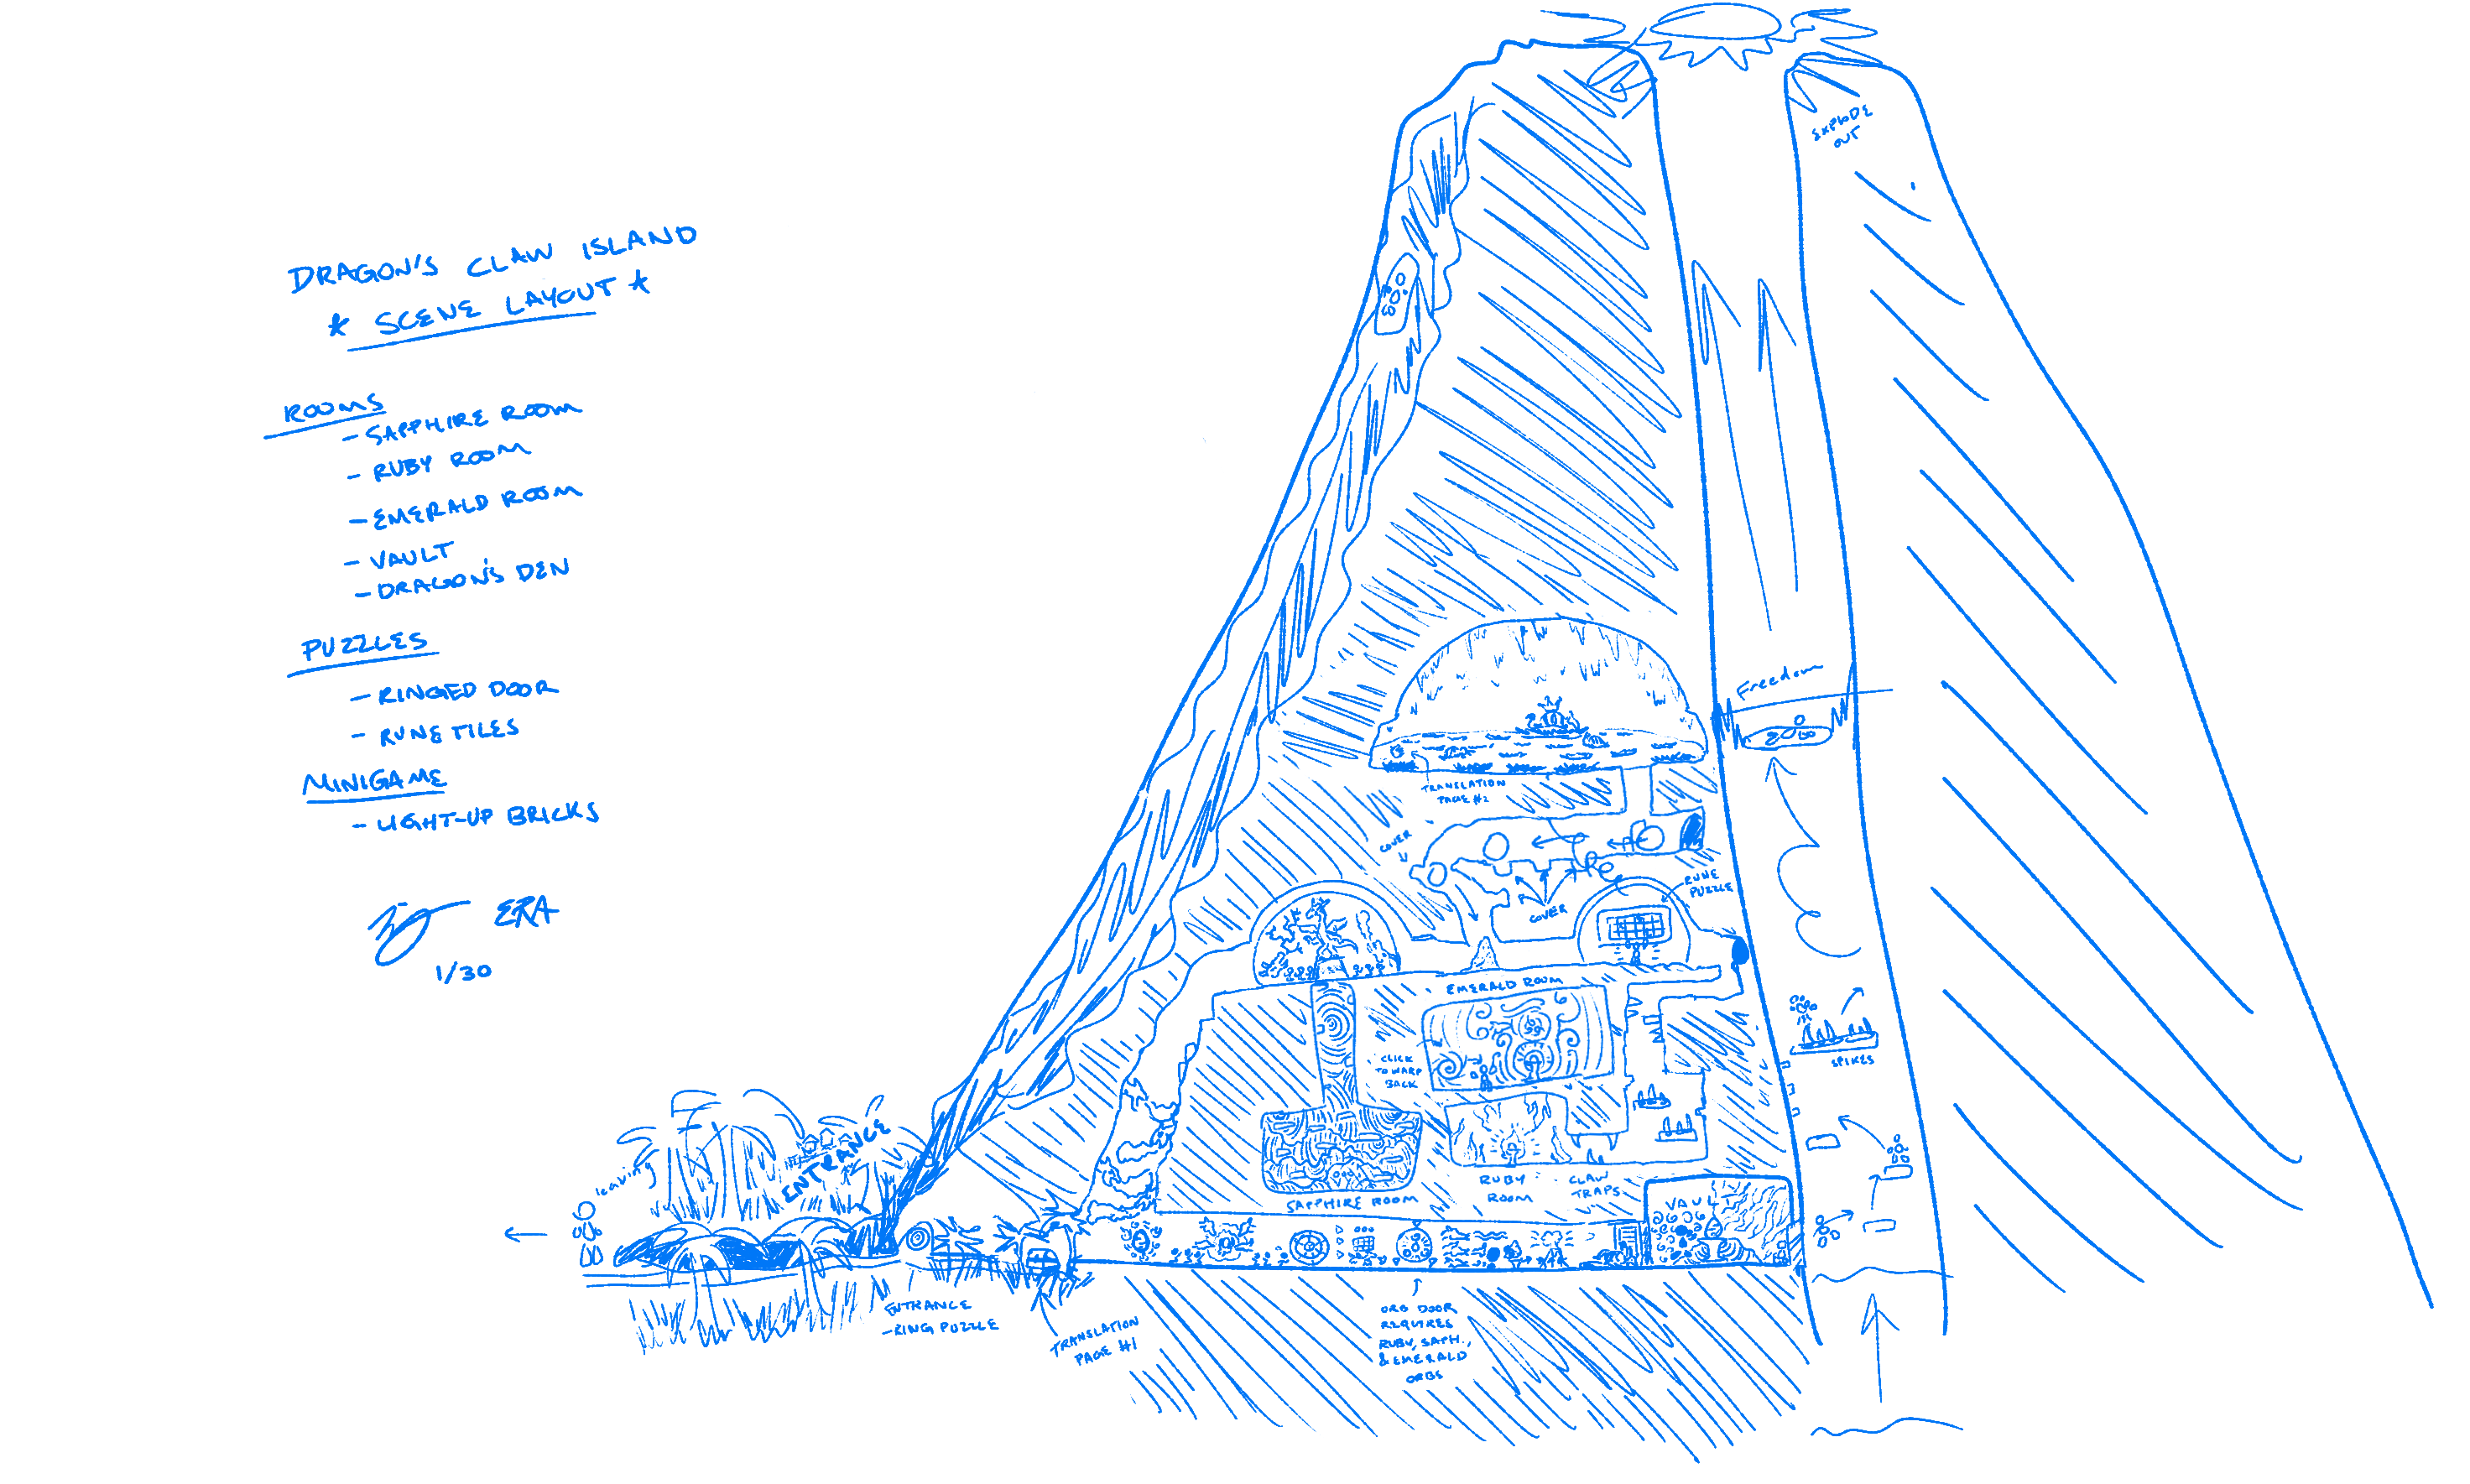 DRAGON'S CLAW ISLAND
* SCENE LAYOUT *
ROOMS
- SAPPHIRE ROOM
- RUBY ROOM
- EMERALD ROOM
- VAULT
- DRAGON'S DEN
PUZZLES
- RINGED DOOR
- RUNE TILES
MINIGAME
- LIGHT-UP BRICKS
ERA
1/30
EXPLODE
OUT
Freedom
TRANSLATION
PAGE #2
COVER
COVER
RUNE
PUZZLE
EMERALD ROOM
CLICK
TO WARP
BACK
SPIKES
SAPPHIRE ROOM
RUBY
ROOM
CLAW
TRAPS
VAULT
leaving
ENTRANCE
ENTRANCE
- RING PUZZLE
TRANSLATION
PAGE #1
ORB DOOR
REQUIRES
RUBY, SAPH.,
& EMERALD
ORBS